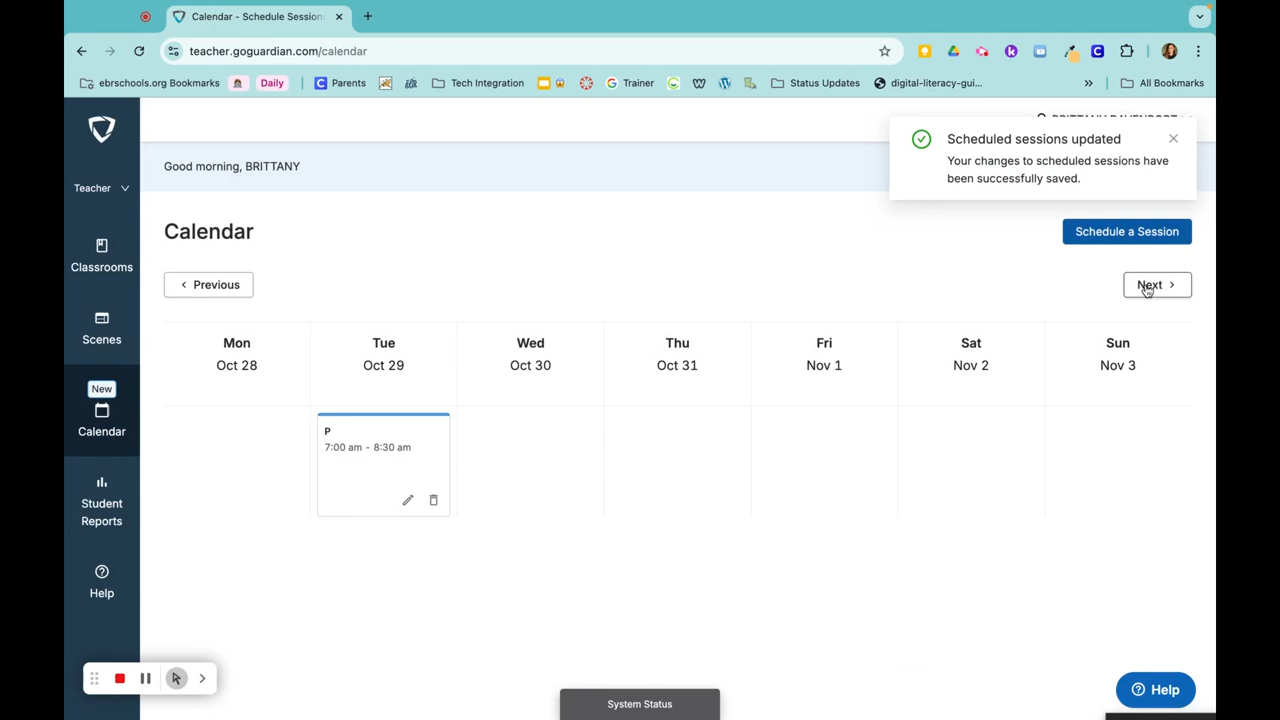 Calendar - Schedule Session
teacher.goguardian.com/calendar
ebrschools.org Bookmarks
Daily
Parents
Tech Integration
Trainer
Status Updates
digital-literacy-gui...
»
All Bookmarks
Teacher
Classrooms
Scenes
New
Calendar
Student
Reports
Help
Good morning, BRITTANY
BRITTANY DAVENPORT
Scheduled sessions updated
Your changes to scheduled sessions have
been successfully saved.
Calendar
Schedule a Session
Previous
Next
Mon
Oct 28
Tue
Oct 29
Wed
Oct 30
Thu
Oct 31
Fri
Nov 1
Sat
Nov 2
Sun
Nov 3
P
7:00 am - 8:30 am
System Status
Help